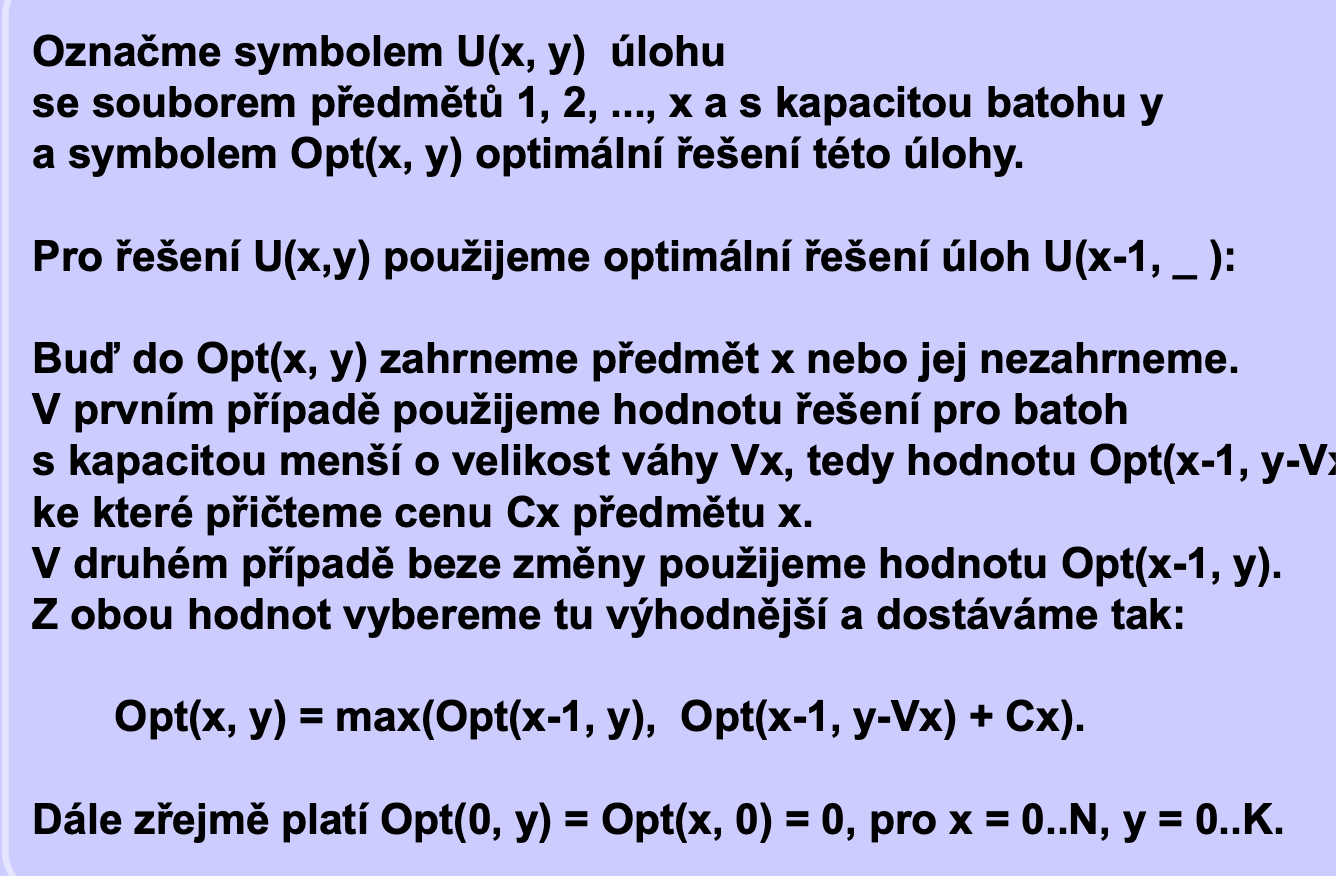 Označme symbolem U(x, y) úlohu
se souborem předmětů 1, 2, ..., x a s kapacitou batohu y
a symbolem Opt(x, y) optimální řešení této úlohy.
Pro řešení U(x,y) použijeme optimální řešení úloh U(x-1, _ ):
Buď do Opt(x, y) zahrneme předmět x nebo jej nezahrneme.
V prvním případě použijeme hodnotu řešení pro batoh
s kapacitou menší o velikost váhy Vx, tedy hodnotu Opt(x-1, y-Vx
ke které přičteme cenu Cx předmětu x.
V druhém případě beze změny použijeme hodnotu Opt(x-1, y).
Z obou hodnot vybereme tu výhodnější a dostáváme tak:
Opt(x, y) = max(Opt(x-1, y), Opt(x-1, y-Vx) + Cx).
Dále zřejmě platí Opt(0, y) = Opt(x, 0) = 0, pro x = 0..N, y = 0..K.